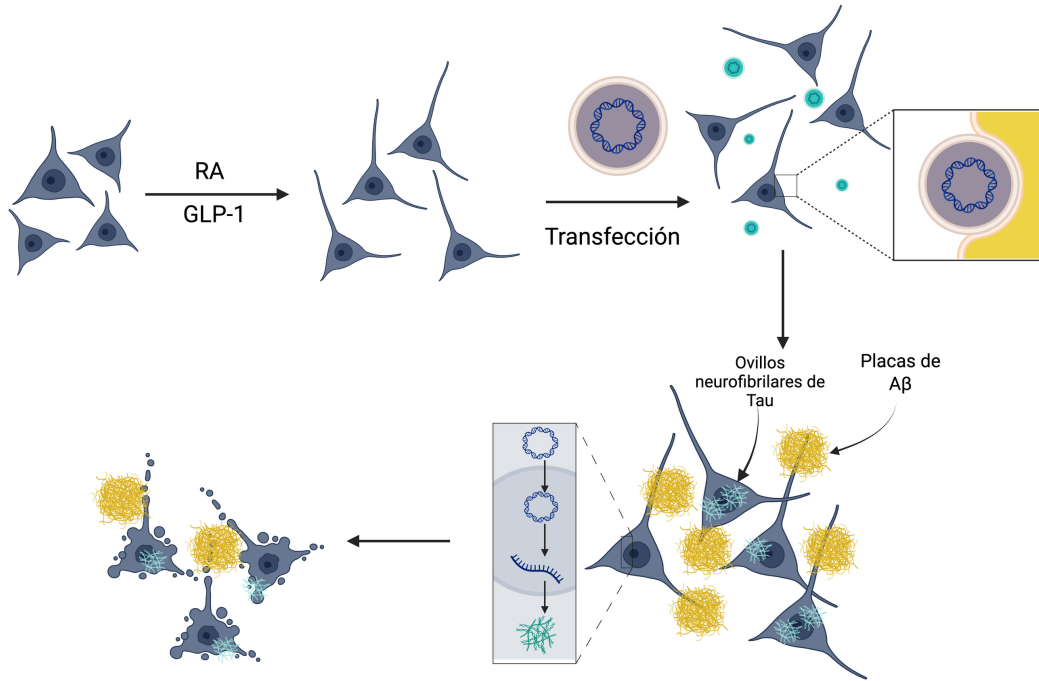 RA
GLP-1
Transfección
Ovillos
neurofibrilares de
Tau
Placas de
Aβ